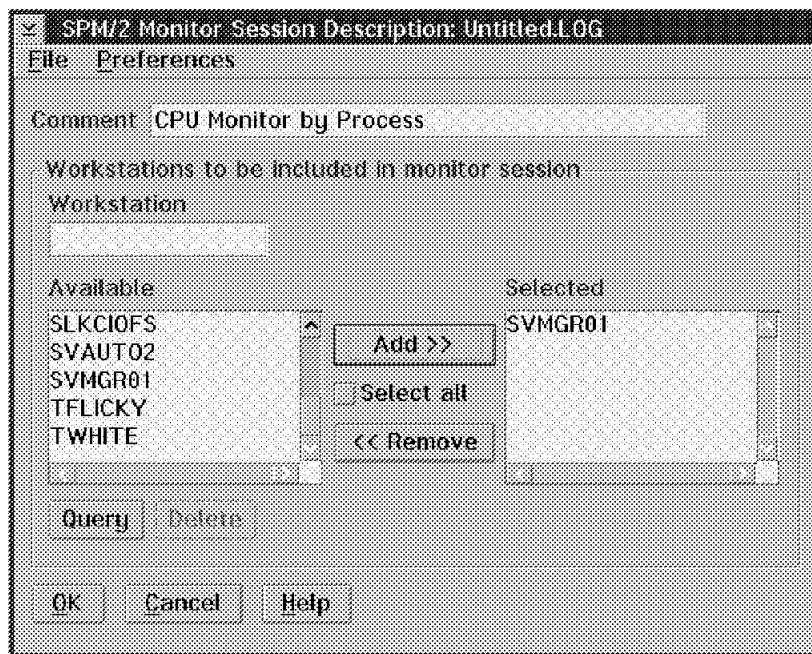 SPM/2 Monitor Session Description: Untitled.LOG
File Preferences
Comment CPU Monitor by Process
Workstations to be included in monitor session
Workstation
Available
SLKCIOFS
SVAUTO2
SVMGR01
TFLICKY
TWHITE
Add >>
Select all
<< Remove
Selected
SVMGR01
Query Delete
OK Cancel Help